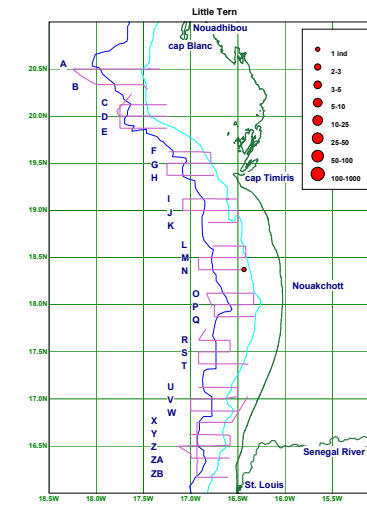 Little Tern
Nouadhibou
cap Blanc
1 ind
2-3
3-5
5-10
10-25
25-50
50-100
100-1000
20.5N
20.0N
19.5N
19.0N
18.5N
18.0N
17.5N
17.0N
16.5N
A
B
C
D
E
F
G
H
cap Timiris
I
J
K
L
M
N
Nouakchott
O
P
Q
R
S
T
U
V
W
X
Y
Z
ZA
ZB
Senegal River
St. Louis
18.5W
18.0W
17.5W
17.0W
16.5W
16.0W
15.5W